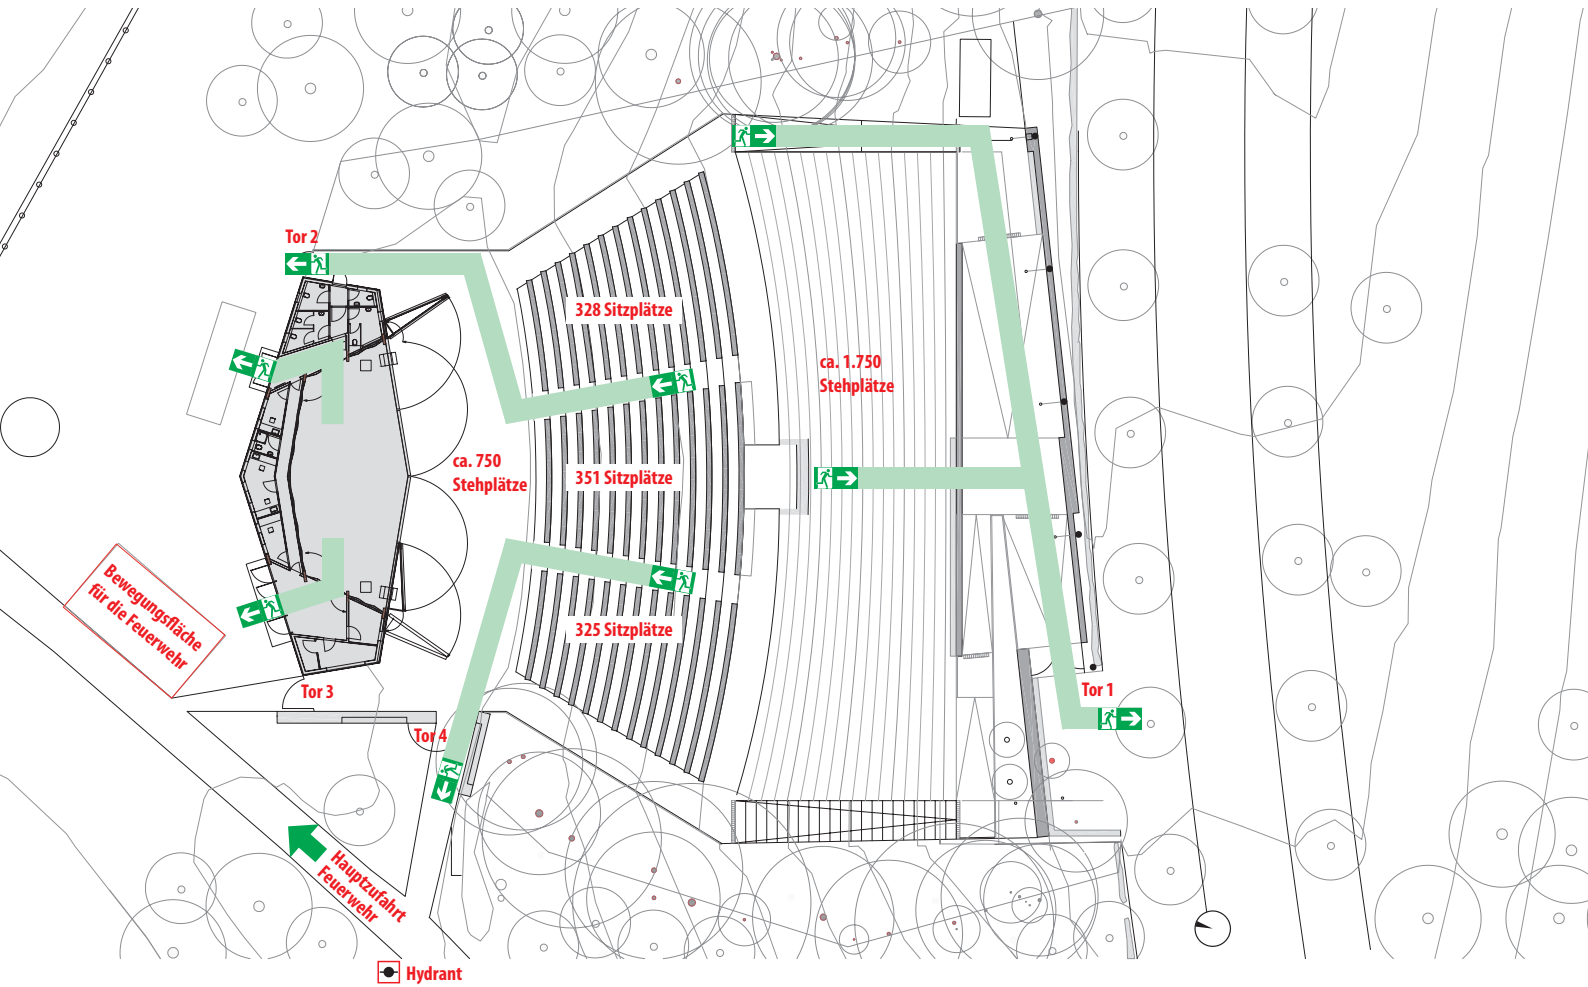 Tor 2
328 Sitzplätze
ca. 1.750
Stehplätze
ca. 750
Stehplätze
351 Sitzplätze
Bewegungsfläche
für die Feuerwehr
325 Sitzplätze
Tor 3
Tor 1
Tor 4
Hauptzufahrt
Feuerwehr
Hydrant